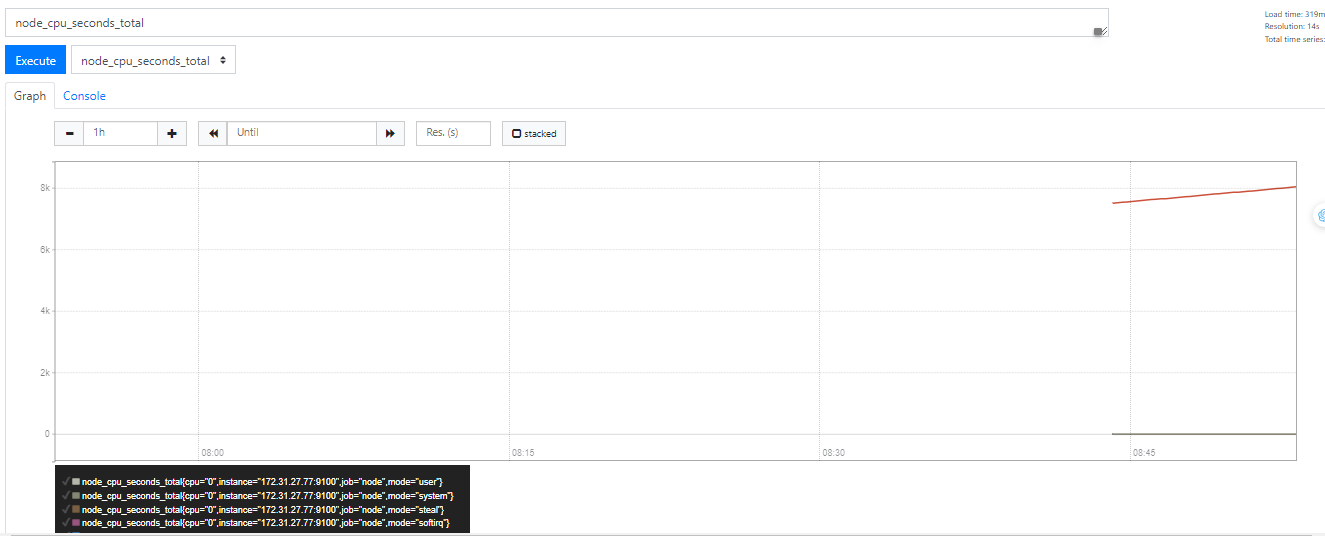 node_cpu_seconds_total
Load time: 319m
Resolution: 14s
Total time series:
Execute
node_cpu_seconds_total
Graph
Console
1h
Until
Res. (s)
stacked
8k
6k
4k
2k
0
08:00
08:15
08:30
08:45
node_cpu_seconds_total{cpu="0",instance="172.31.27.77:9100",job="node",mode="user"}
node_cpu_seconds_total{cpu="0",instance="172.31.27.77:9100",job="node",mode="system"}
node_cpu_seconds_total{cpu="0",instance="172.31.27.77:9100",job="node",mode="steal"}
node_cpu_seconds_total{cpu="0",instance="172.31.27.77:9100",job="node",mode="softirq"}